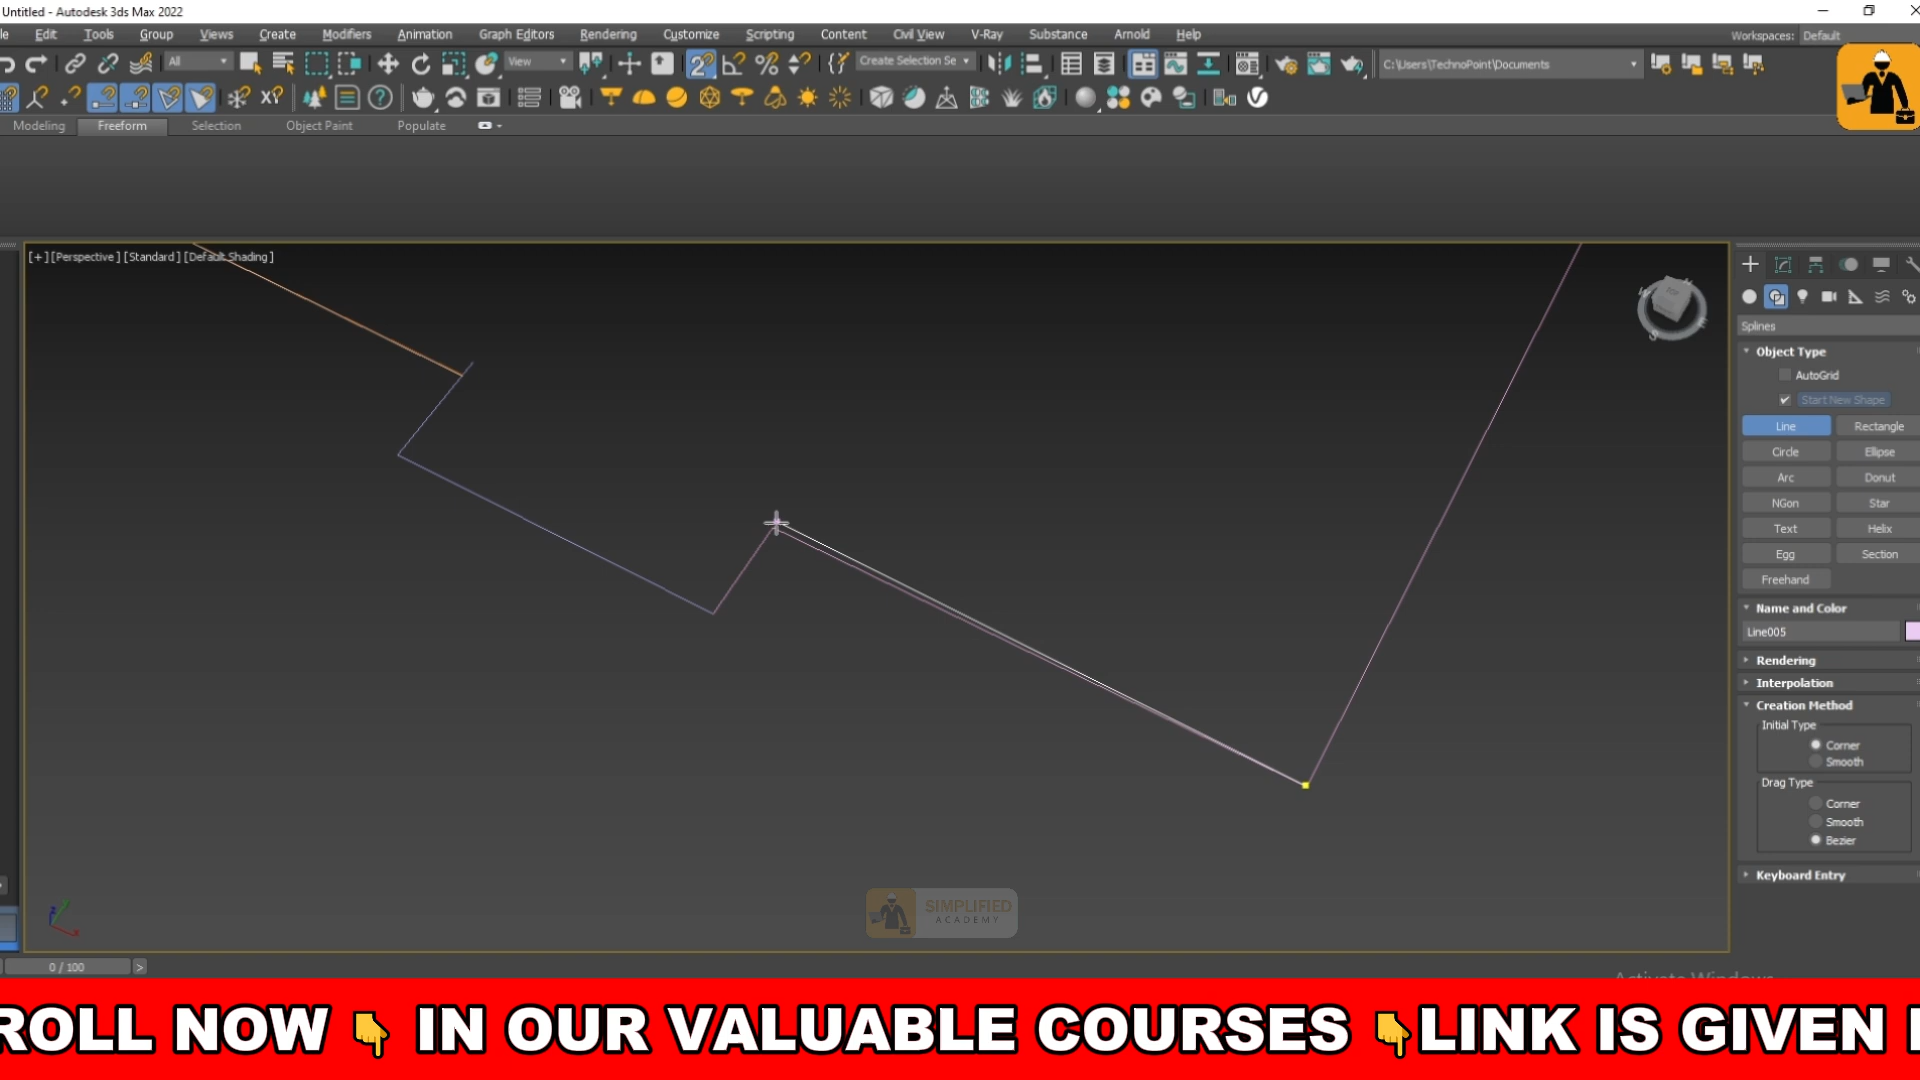 Untitled - Autodesk 3ds Max 2022
le Edit Tools Group Views Create Modifiers Animation Graph Editors Rendering Customize Scripting Content Civil View V-Ray Substance Arnold Help
Workspaces: Default
All
View
Create Selection Se
C:\Users\TechnoPoint\Documents
Modeling Freeform Selection Object Paint Populate
[+] [Perspective] [Standard] [Default Shading]
Splines
Object Type
AutoGrid
Start New Shape
Line Rectangle
Circle Ellipse
Arc Donut
NGon Star
Text Helix
Egg Section
Freehand
Name and Color
Line005
Rendering
Interpolation
Creation Method
Initial Type
Corner
Smooth
Drag Type
Corner
Smooth
Bezier
Keyboard Entry
SIMPLIFIED
ACADEMY
0 / 100 >
Activate Windows
ROLL NOW 👇 IN OUR VALUABLE COURSES 👇LINK IS GIVEN